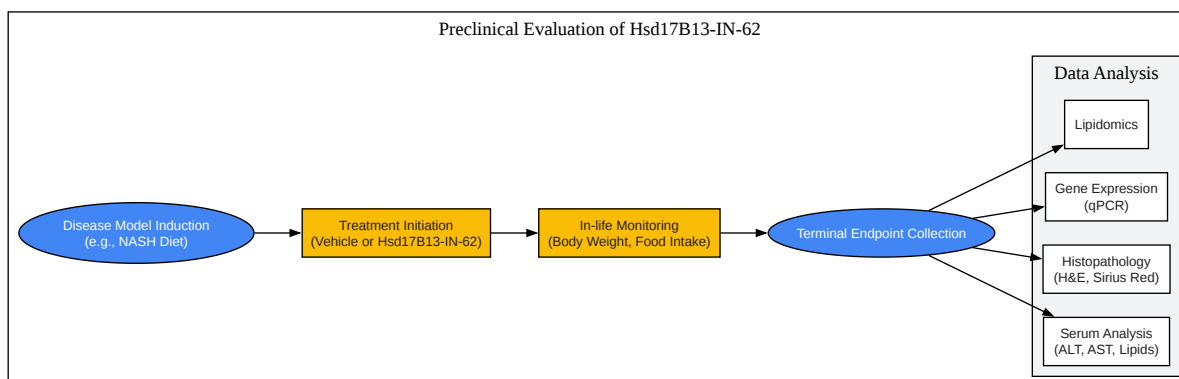 Preclinical Evaluation of Hsd17B13-IN-62
Disease Model Induction
(e.g., NASH Diet)
Treatment Initiation
(Vehicle or Hsd17B13-IN-62)
In-life Monitoring
(Body Weight, Food Intake)
Terminal Endpoint Collection
Data Analysis
Lipidomics
Gene Expression
(qPCR)
Histopathology
(H&E, Sirius Red)
Serum Analysis
(ALT, AST, Lipids)